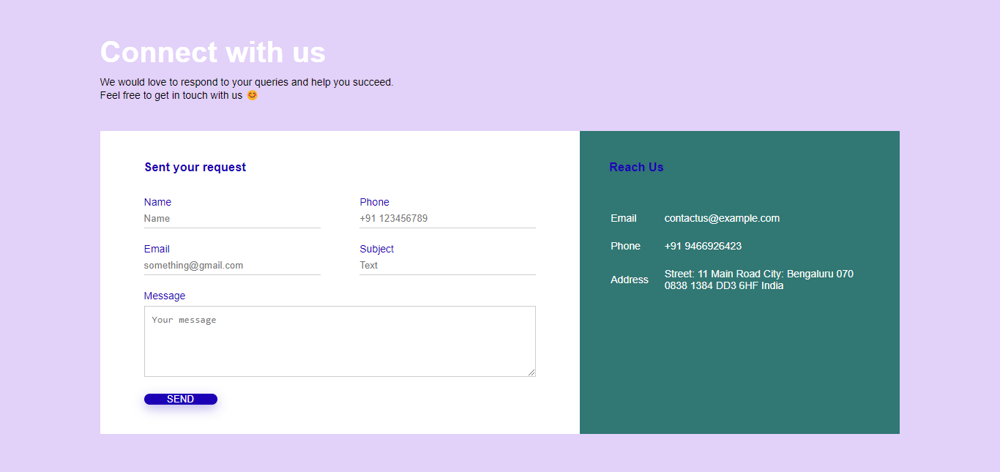 Connect with us
We would love to respond to your queries and help you succeed.
Feel free to get in touch with us 😊
Sent your request
Name
Name
Phone
+91 123456789
Email
something@gmail.com
Subject
Text
Message
Your message
SEND
Reach Us
Email contactus@example.com
Phone +91 9466926423
Address Street: 11 Main Road City: Bengaluru 070
0838 1384 DD3 6HF India